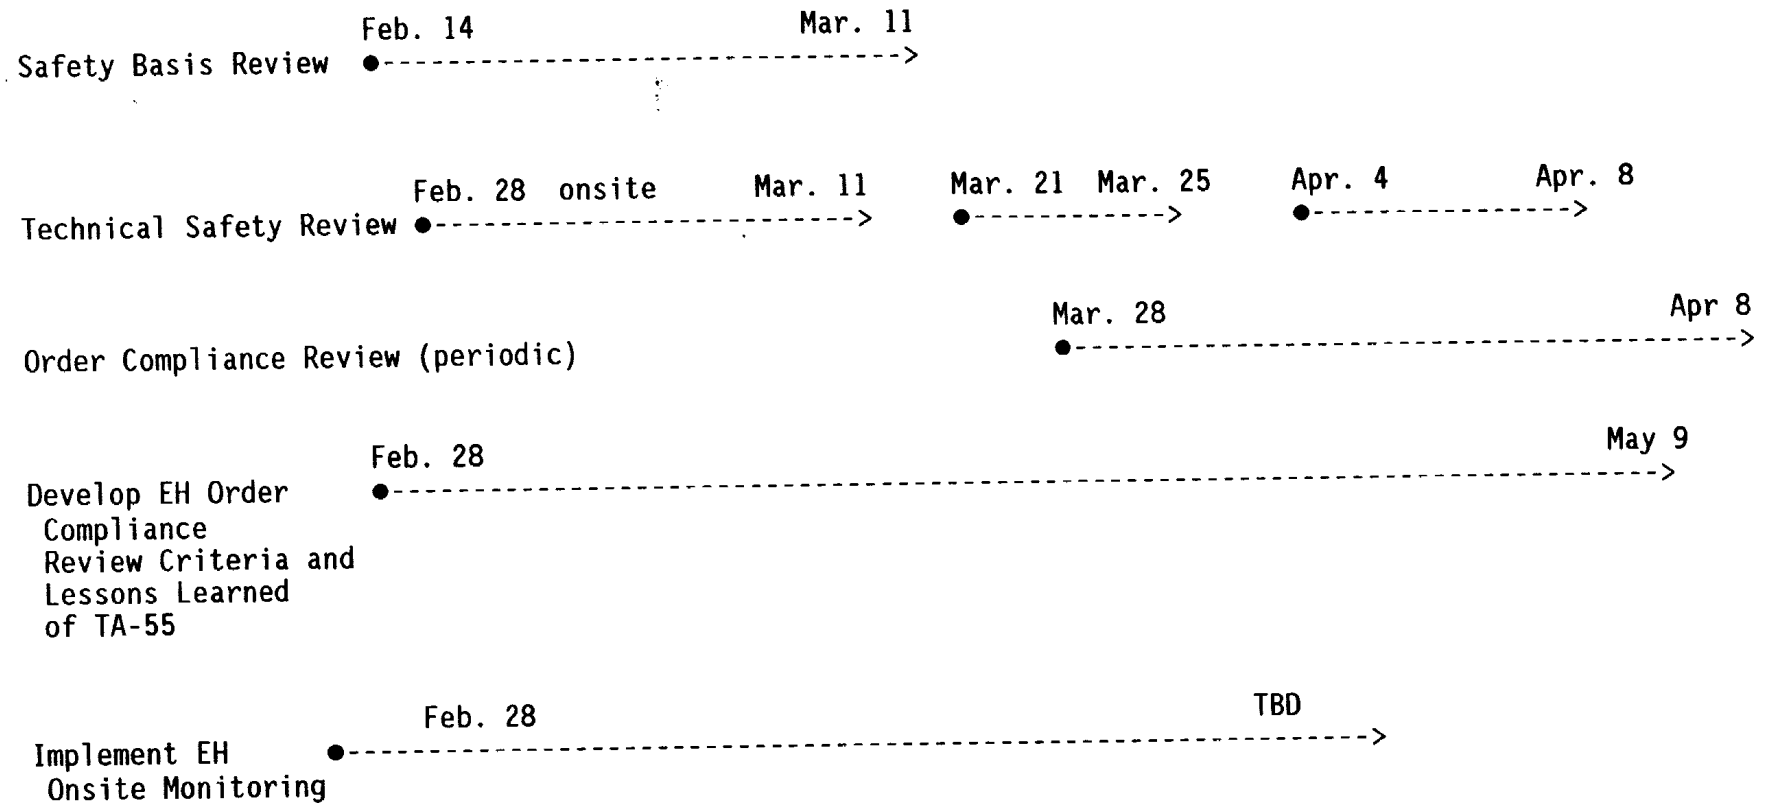 Feb. 14 Mar. 11
Safety Basis Review
Feb. 28 onsite Mar. 11 Mar. 21 Mar. 25 Apr. 4 Apr. 8
Technical Safety Review
Mar. 28 Apr 8
Order Compliance Review (periodic)
Feb. 28 May 9
Develop EH Order
Compliance
Review Criteria and
Lessons Learned
of TA-55
Feb. 28 TBD
Implement EH
Onsite Monitoring